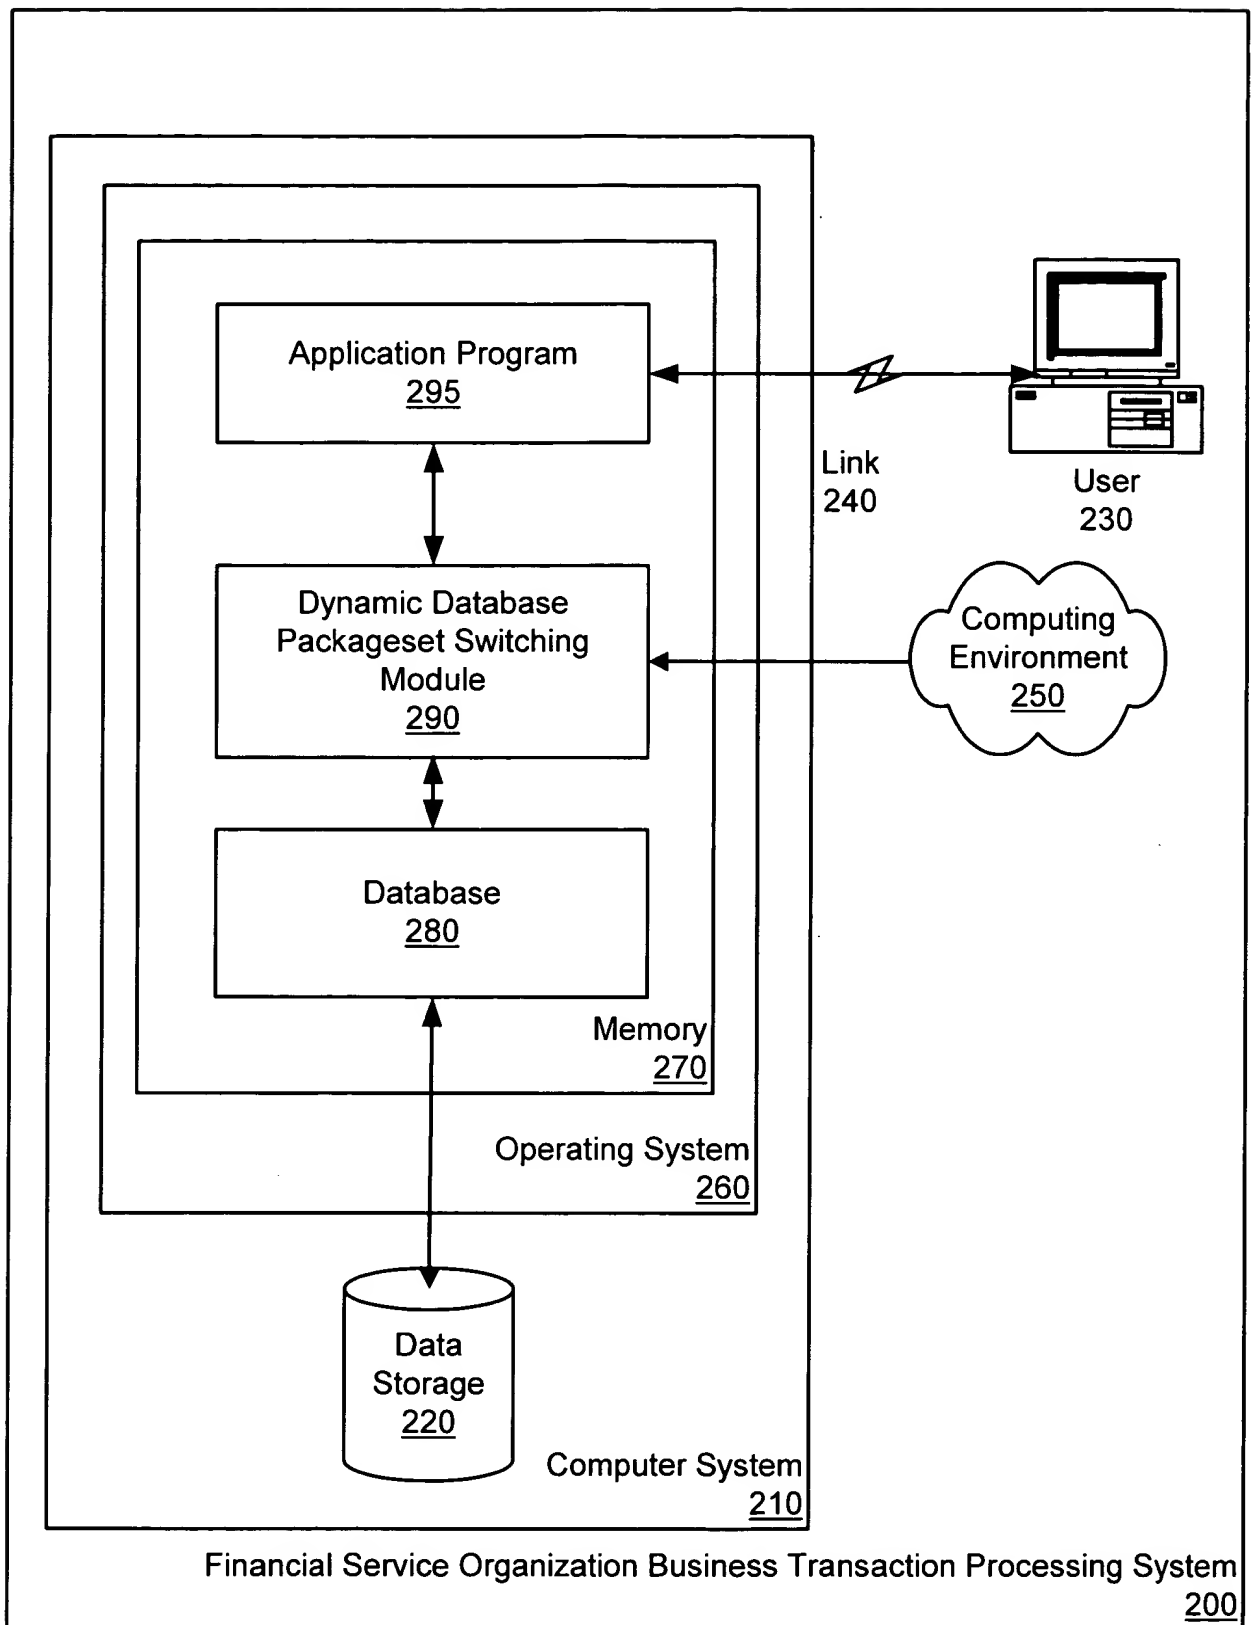 Application Program
295
Link
240
User
230
Dynamic Database
Packageset Switching
Module
290
Computing
Environment
250
Database
280
Memory
270
Operating System
260
Data
Storage
220
Computer System
210
Financial Service Organization Business Transaction Processing System
200